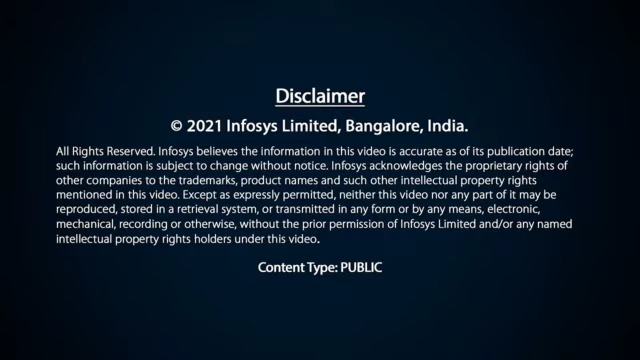 Disclaimer
© 2021 Infosys Limited, Bangalore, India.
All Rights Reserved. Infosys believes the information in this video is accurate as of its publication date;
such information is subject to change without notice. Infosys acknowledges the proprietary rights of
other companies to the trademarks, product names and such other intellectual property rights
mentioned in this video. Except as expressly permitted, neither this video nor any part of it may be
reproduced, stored in a retrieval system, or transmitted in any form or by any means, electronic,
mechanical, recording or otherwise, without the prior permission of Infosys Limited and/or any named
intellectual property rights holders under this video.
Content Type: PUBLIC